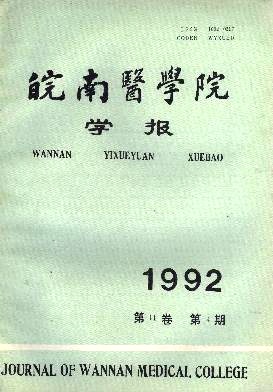 皖南醫學院
学报
WANNAN YIXUEYUAN XUEBAO
1992
第11卷 第4期
JOURNAL OF WANNAN MEDICAL COLLEGE